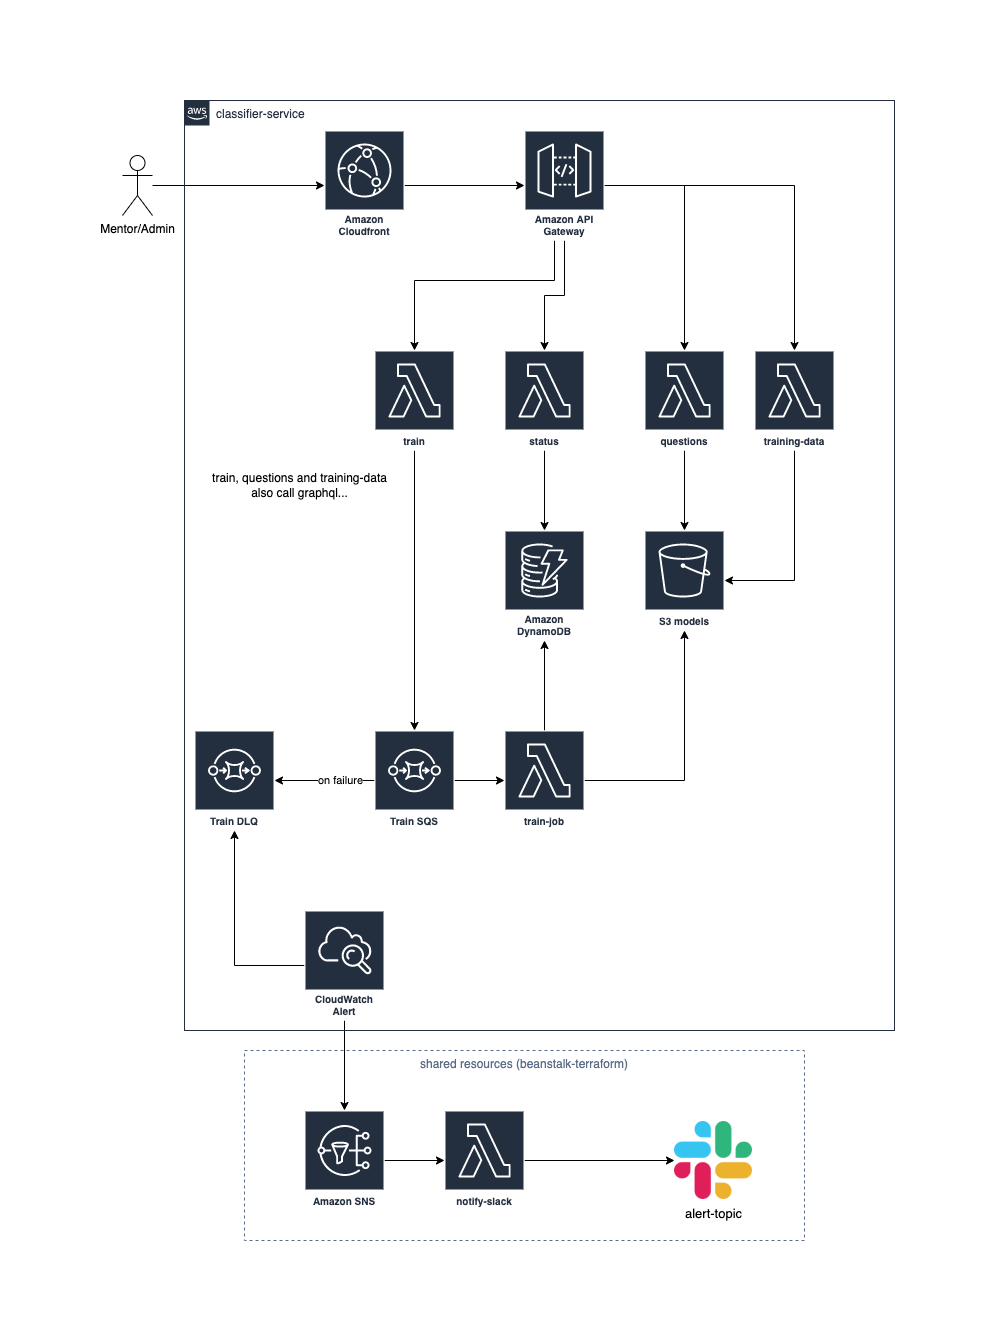 aws
classifier-service
Mentor/Admin
Amazon
Cloudfront
Amazon API
Gateway
</>
train
status
questions
training-data
train, questions and training-data
also call graphql...
Amazon
DynamoDB
S3 models
on failure
Train DLQ
Train SQS
train-job
CloudWatch
Alert
shared resources (beanstalk-terraform)
Amazon SNS
notify-slack
alert-topic